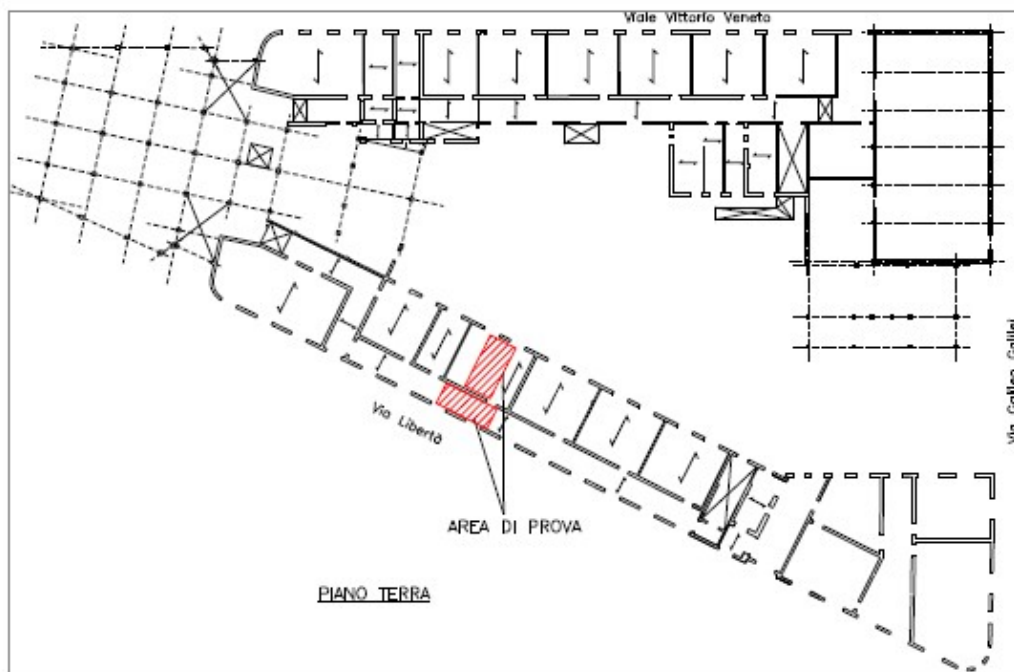 Viale Vittorio Veneto
Via Galileo Galilei
Via Libertà
AREA DI PROVA
PIANO TERRA